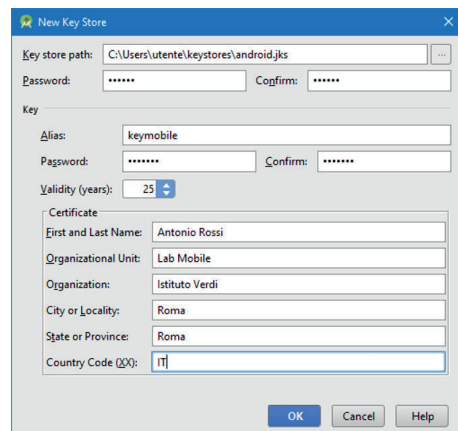 New Key Store
Key store path: C:\Users\utente\keystores\android.jks ...
Password: •••••• Confirm: ••••••
Key
Alias: keymobile
Password: ••••••• Confirm: •••••••
Validity (years): 25
Certificate
First and Last Name: Antonio Rossi
Organizational Unit: Lab Mobile
Organization: Istituto Verdi
City or Locality: Roma
State or Province: Roma
Country Code (XX): IT
OK Cancel Help